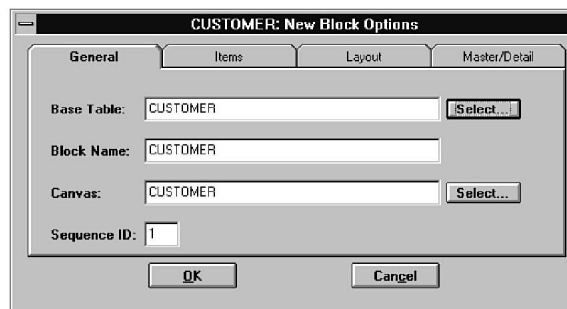 CUSTOMER: New Block Options
General Items Layout Master/Detail
Base Table: CUSTOMER Select...
Block Name: CUSTOMER
Canvas: CUSTOMER Select...
Sequence ID: 1
OK Cancel